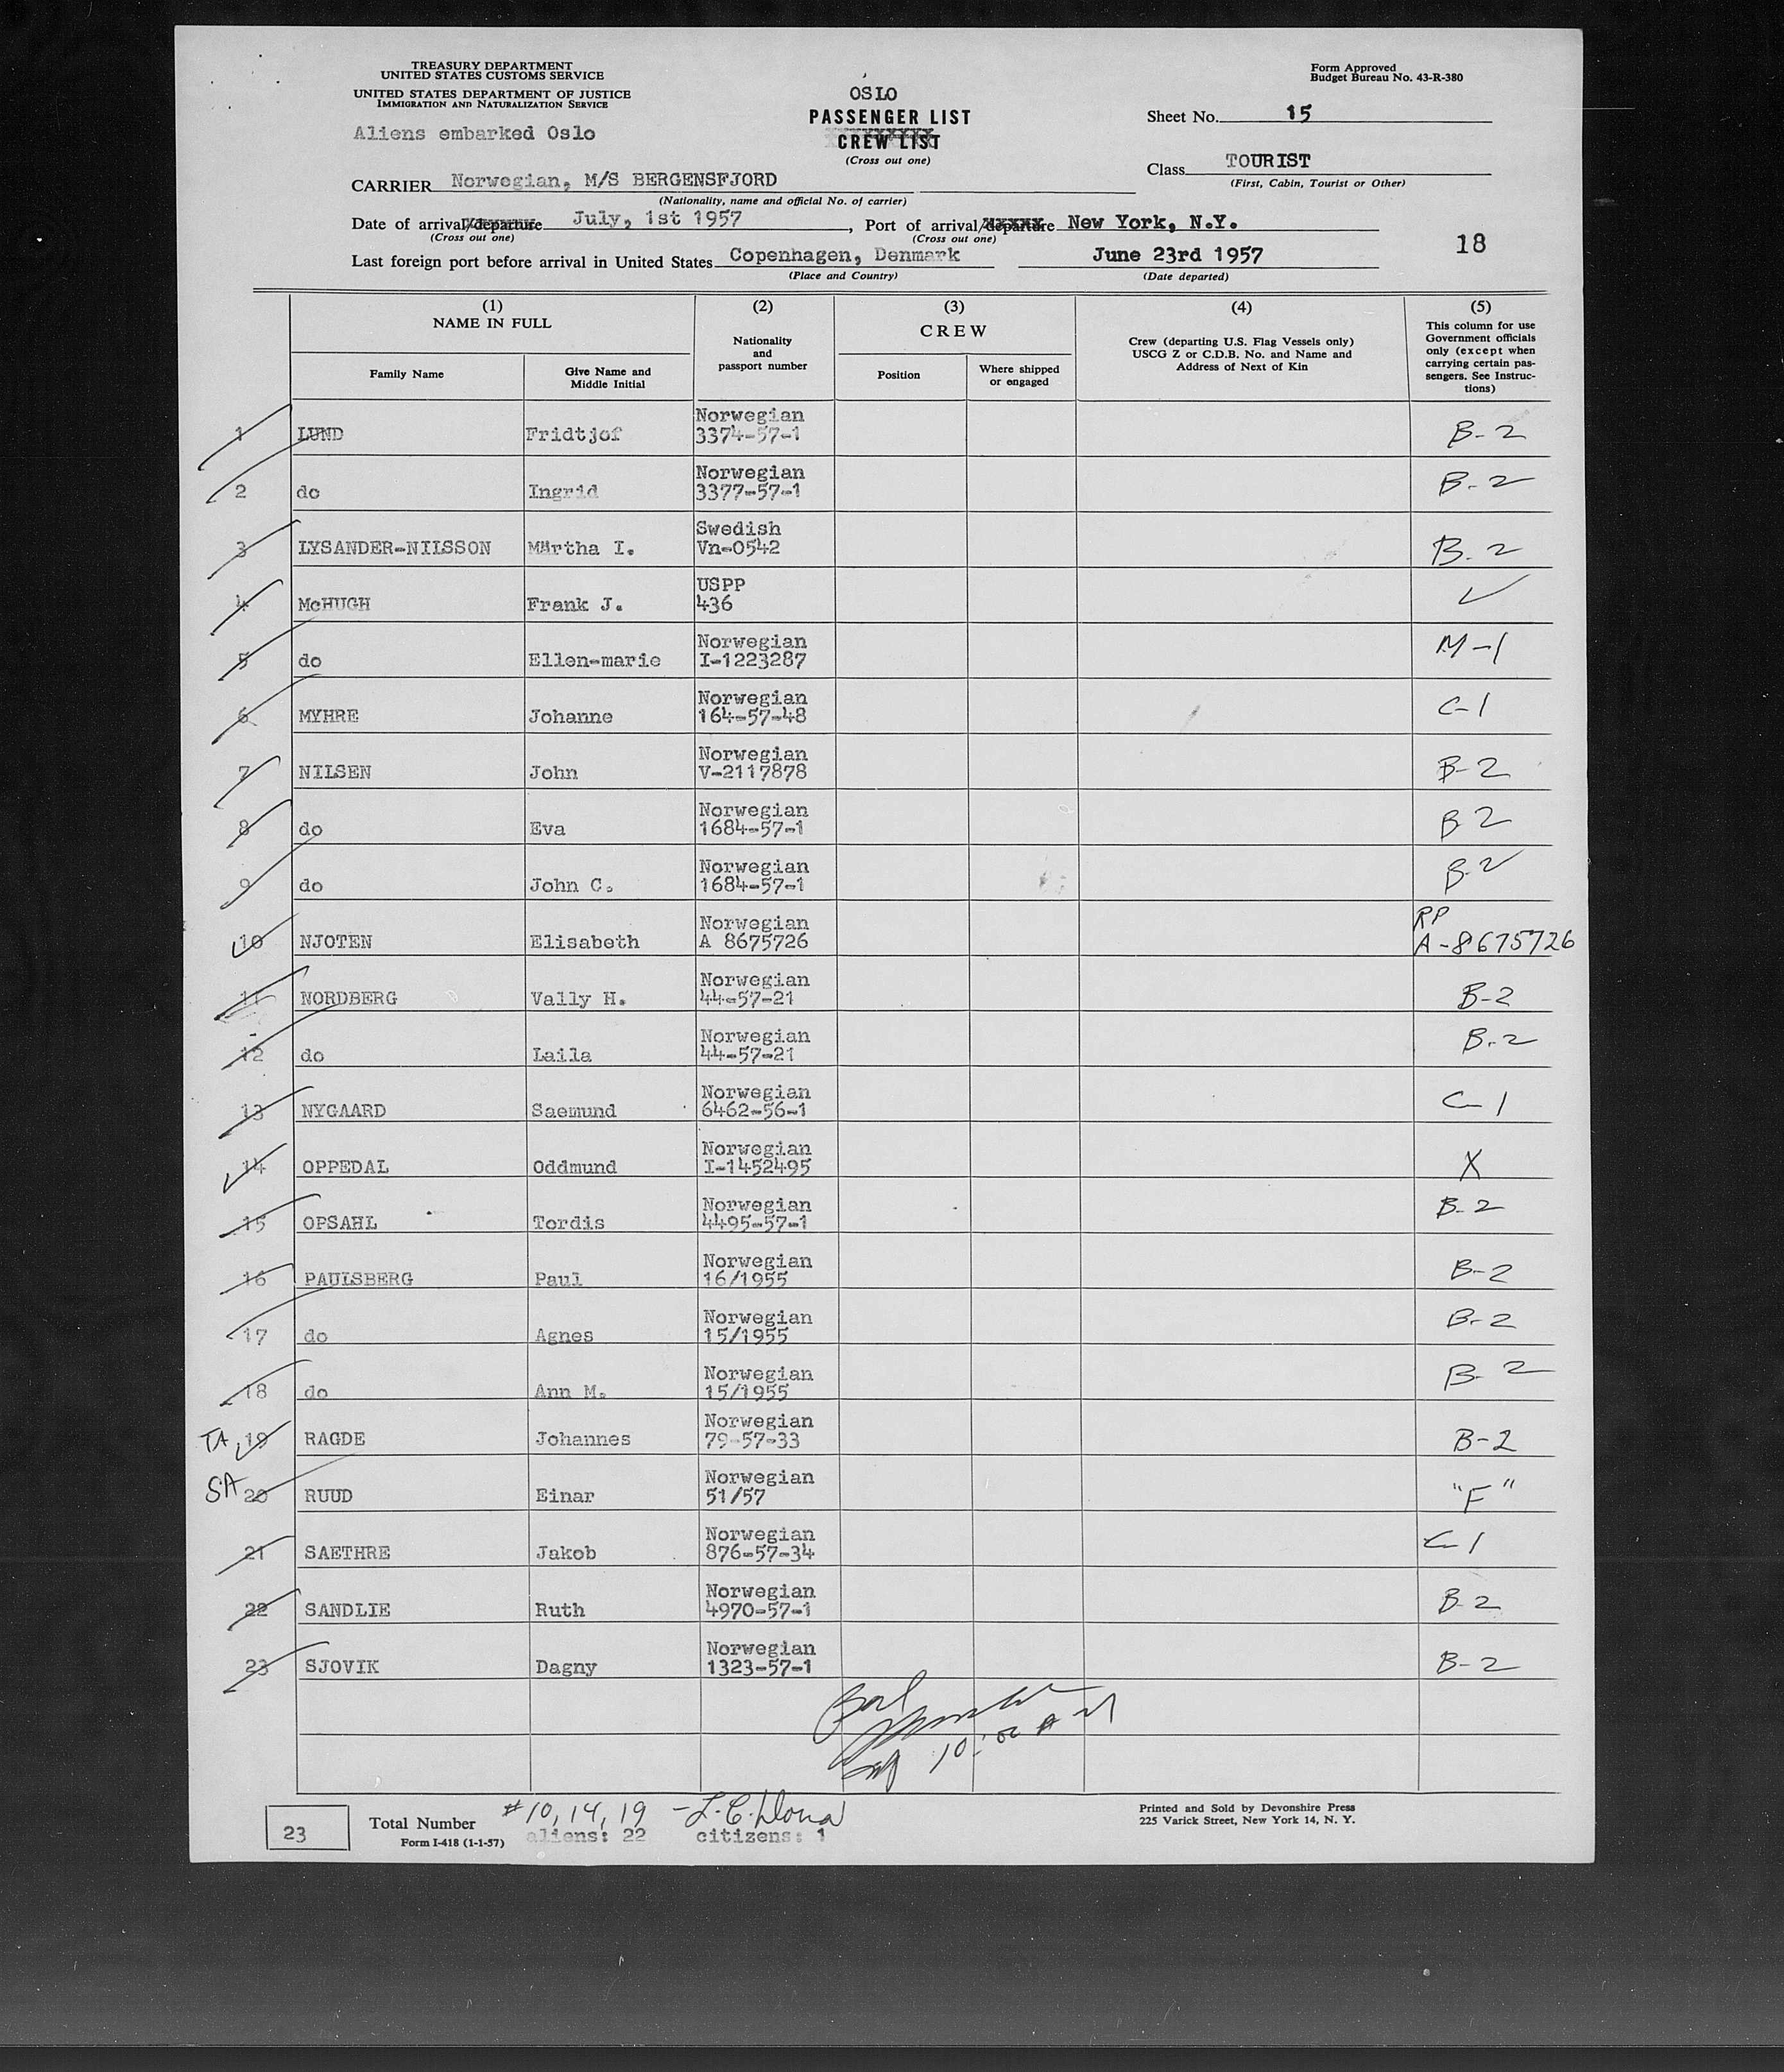 TREASURY DEPARTMENT
UNITED STATES CUSTOMS SERVICE
UNITED STATES DEPARTMENT OF JUSTICE
IMMIGRATION AND NATURALIZATION SERVICE
Aliens embarked Oslo
OSLO
PASSENGER LIST
CREW LIST
(Cross out one)
Form Approved
Budget Bureau No. 43-R-380
Sheet No. 15
Class TOURIST
(First, Cabin, Tourist or Other)
CARRIER Norwegian, M/S BERGENSFJORD
(Nationality, name and official No. of carrier)
Date of arrival/departure July, 1st 1957, Port of arrival/departure New York, N.Y.
(Cross out one) (Cross out one)
18
Last foreign port before arrival in United States Copenhagen, Denmark June 23rd 1957
(Place and Country) (Date departed)
(1) NAME IN FULL
Family Name
Give Name and Middle Initial
(2) Nationality and passport number
(3) CREW
Position
Where shipped or engaged
(4) Crew (departing U.S. Flag Vessels only) USCG Z or C.D.B. No. and Name and Address of Next of Kin
(5) This column for use Government officials only (except when carrying certain passengers. See Instructions)
1 LUND Fridtjof Norwegian 3374-57-1 B-2
2 do Ingrid Norwegian 3377-57-1 B-2
3 LYSANDER-NILSSON Märtha I. Swedish Vn-0542 B-2
4 McHUGH Frank J. USPP 436 ✓
5 do Ellen-marie Norwegian I-1223287 M-1
6 MYHRE Johanne Norwegian 164-57-48 C-1
7 NILSEN John Norwegian V-2117878 B-2
8 do Eva Norwegian 1684-57-1 B 2
9 do John C. Norwegian 1684-57-1 B-2
10 NJOTEN Elisabeth Norwegian A 8675726 RP A-8675726
11 NORDBERG Vally H. Norwegian 44-57-21 B-2
12 do Laila Norwegian 44-57-21 B-2
13 NYGAARD Saemund Norwegian 6462-56-1 C-1
14 OPPEDAL Oddmund Norwegian I-1452495 X
15 OPSAHL Tordis Norwegian 4495-57-1 B-2
16 PAULSBERG Paul Norwegian 16/1955 B-2
17 do Agnes Norwegian 15/1955 B-2
18 do Ann M. Norwegian 15/1955 B-2
TA 19 RAGDE Johannes Norwegian 79-57-33 B-2
SA 20 RUUD Einar Norwegian 51/57 "F"
21 SAETHRE Jakob Norwegian 876-57-34 C-1
22 SANDLIE Ruth Norwegian 4970-57-1 B-2
23 SJOVIK Dagny Norwegian 1323-57-1 B-2
10:00 A M
23
Total Number #10, 14, 19
Form I-418 (1-1-57) aliens: 22 citizens: 1
Printed and Sold by Devonshire Press
225 Varick Street, New York 14, N. Y.